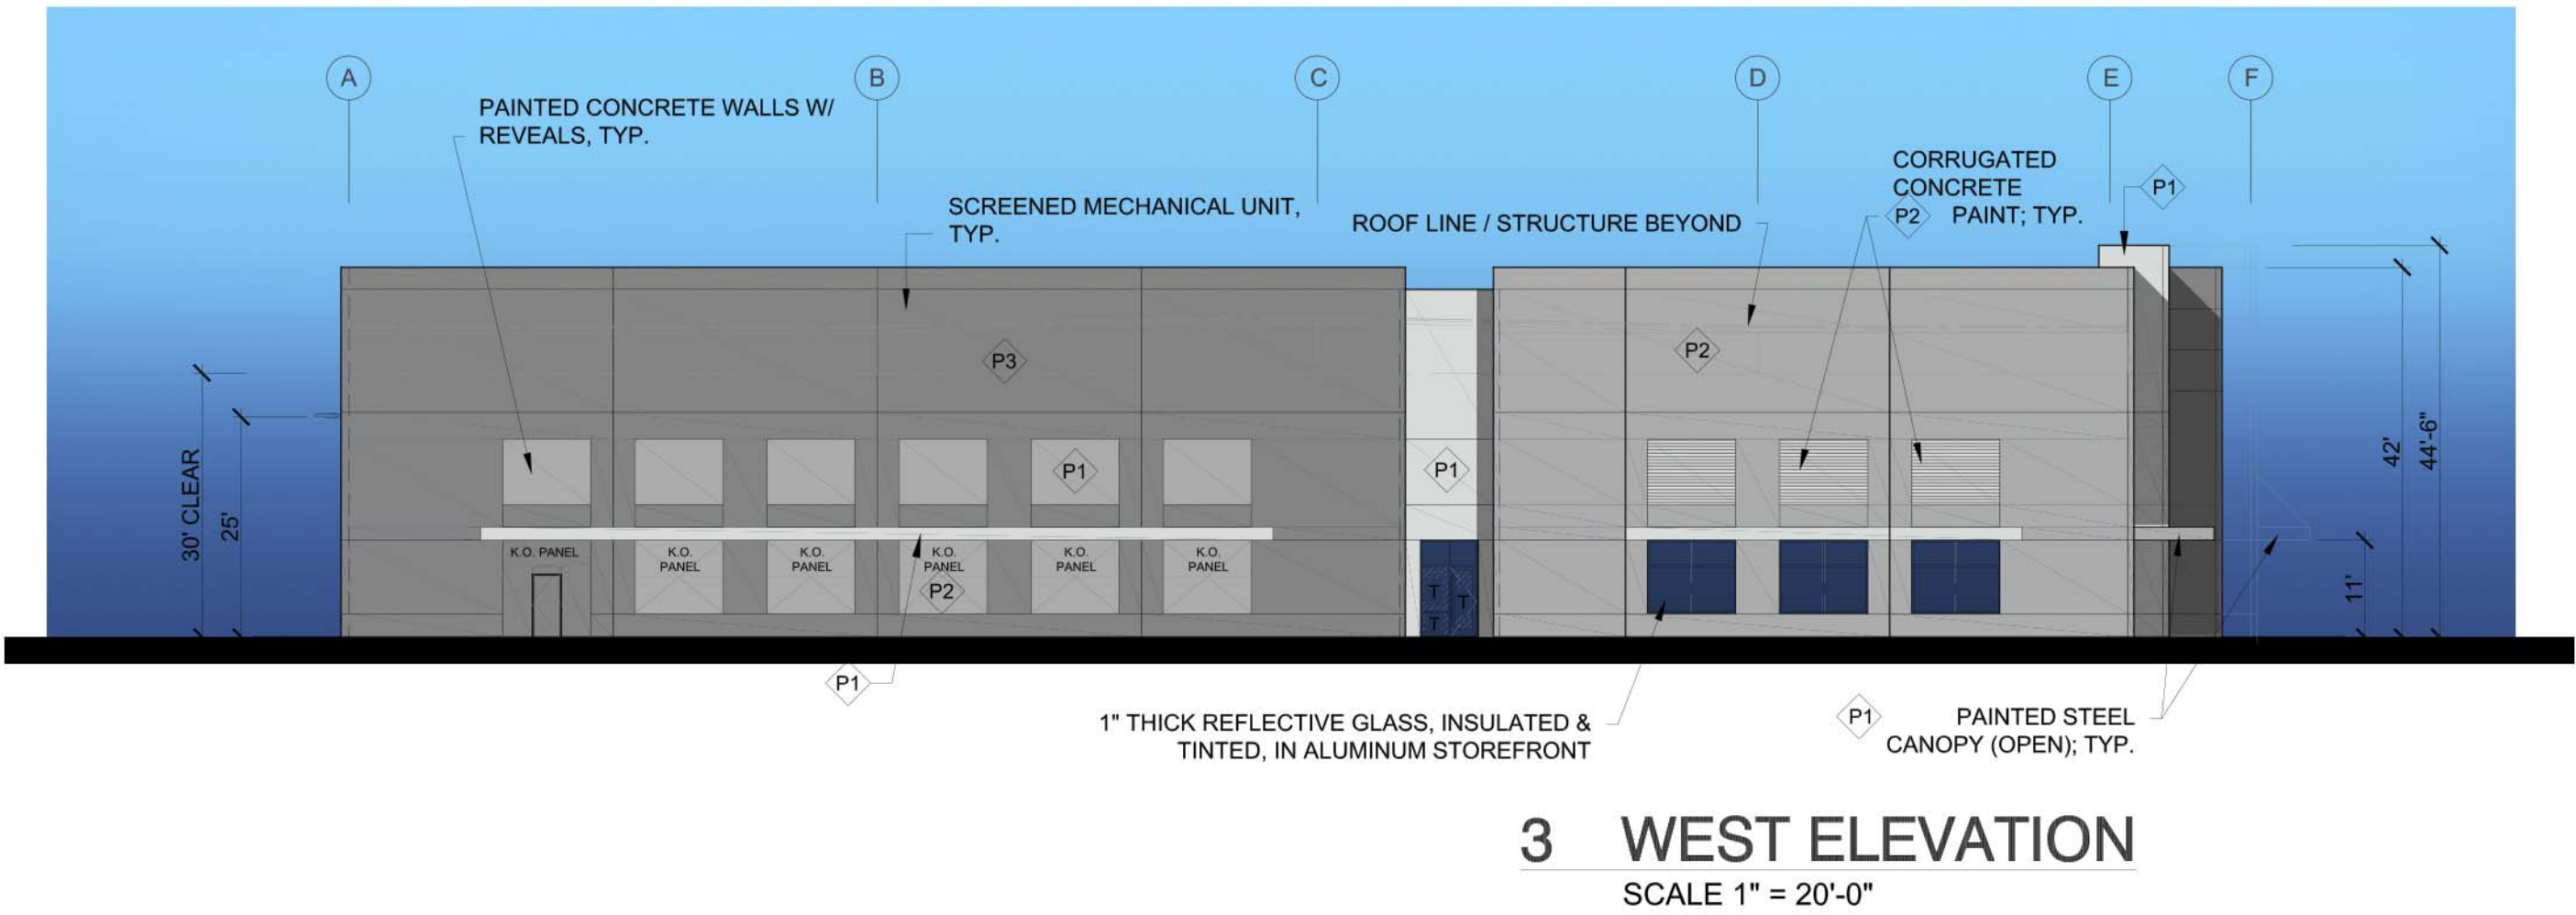 A
B
C
D
E
F
PAINTED CONCRETE WALLS W/
REVEALS, TYP.
SCREENED MECHANICAL UNIT,
TYP.
ROOF LINE / STRUCTURE BEYOND
CORRUGATED
CONCRETE
P2 PAINT; TYP.
P1
P3
P2
30' CLEAR
25'
P1
P1
42'
44'-6"
11'
K.O. PANEL
K.O.
PANEL
K.O.
PANEL
K.O.
PANEL
K.O.
PANEL
K.O.
PANEL
P2
T
T
T
P1
1" THICK REFLECTIVE GLASS, INSULATED &
TINTED, IN ALUMINUM STOREFRONT
P1 PAINTED STEEL
CANOPY (OPEN); TYP.
3 WEST ELEVATION
SCALE 1" = 20'-0"